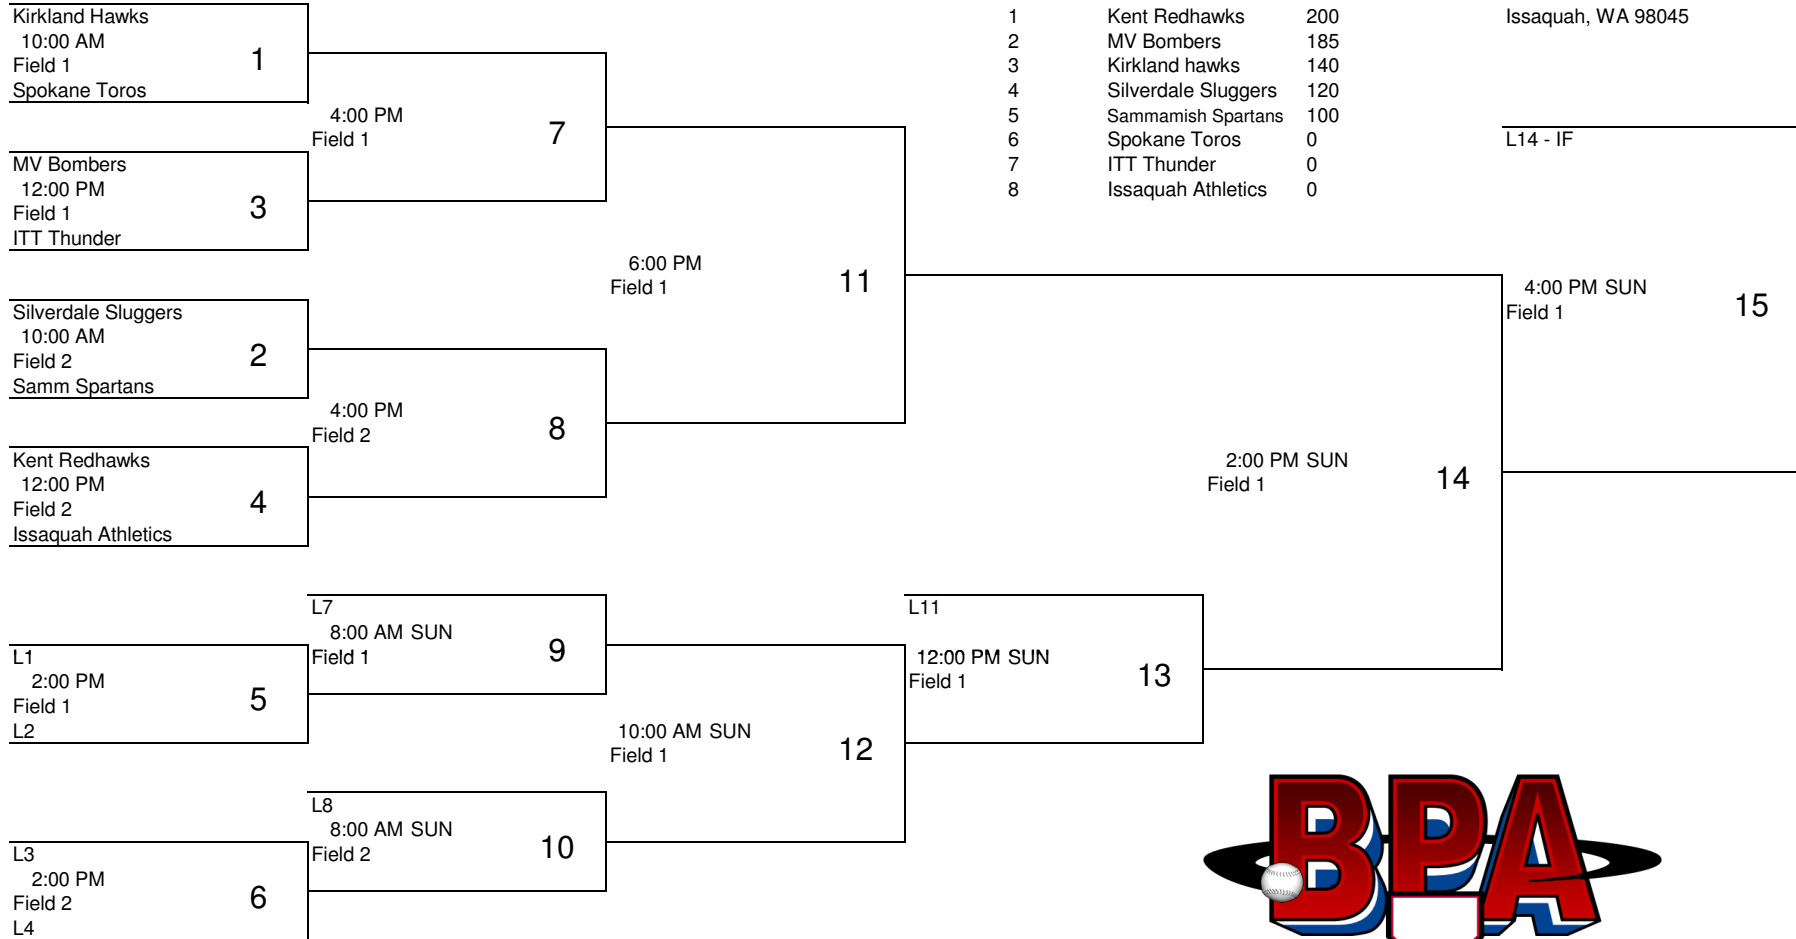 Kirkland Hawks
10:00 AM
Field 1
1
Spokane Toros
MV Bombers
12:00 PM
Field 1
3
ITT Thunder
Silverdale Sluggers
10:00 AM
Field 2
2
Samm Spartans
Kent Redhawks
12:00 PM
Field 2
4
Issaquah Athletics
L1
2:00 PM
Field 1
5
L2
L3
2:00 PM
Field 2
6
L4
4:00 PM
Field 1
7
4:00 PM
Field 2
8
L7
8:00 AM SUN
Field 1
9
L8
8:00 AM SUN
Field 2
10
6:00 PM
Field 1
11
10:00 AM SUN
Field 1
12
L11
12:00 PM SUN
Field 1
13
2:00 PM SUN
Field 1
14
1 Kent Redhawks 200
2 MV Bombers 185
3 Kirkland hawks 140
4 Silverdale Sluggers 120
5 Sammamish Spartans 100
6 Spokane Toros 0
7 ITT Thunder 0
8 Issaquah Athletics 0
Issaquah, WA 98045
L14 - IF
4:00 PM SUN
Field 1
15
BPA